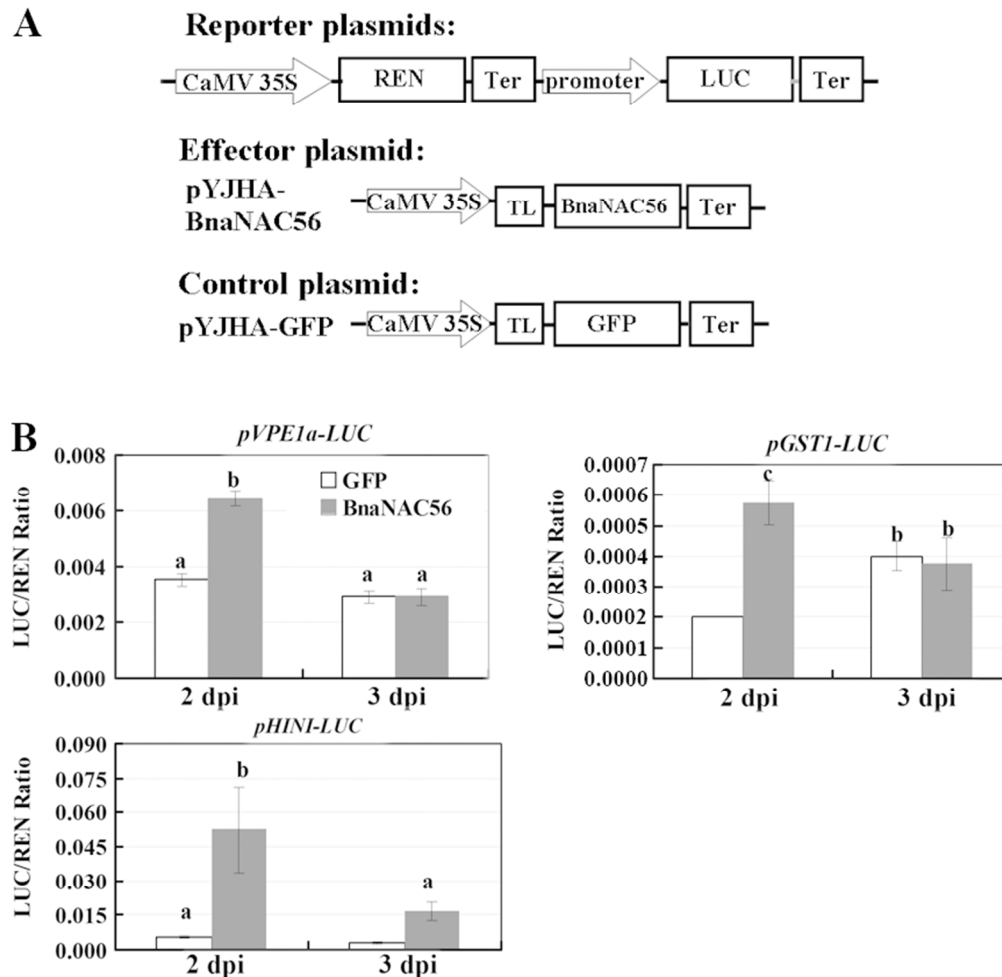 A
Reporter plasmids:
CaMV 35S REN Ter promoter LUC Ter
Effector plasmid:
pYJHA-
BnaNAC56
CaMV 35S TL BnaNAC56 Ter
Control plasmid:
pYJHA-GFP CaMV 35S TL GFP Ter
B
pVPE1a-LUC
LUC/REN Ratio
0.008
0.006
0.004
0.002
0.000
GFP
BnaNAC56
a b a a
2 dpi 3 dpi
pGST1-LUC
LUC/REN Ratio
0.0007
0.0006
0.0005
0.0004
0.0003
0.0002
0.0001
0.0000
c b b
2 dpi 3 dpi
pHINI-LUC
LUC/REN Ratio
0.090
0.075
0.060
0.045
0.030
0.015
0.000
a b a
2 dpi 3 dpi